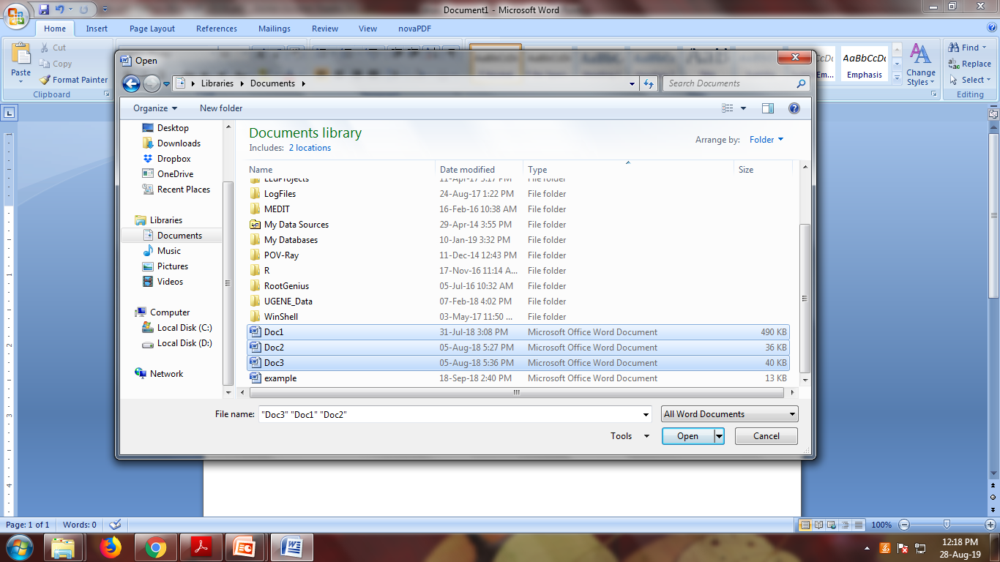 Document1 - Microsoft Word
Home Insert Page Layout References Mailings Review View novaPDF
Cut
Copy
Format Painter
Paste
Clipboard
AaBbCcDc
Emphasis
Change Styles
Find
Replace
Select
Editing
Open
Libraries Documents
Search Documents
Organize New folder
Desktop
Downloads
Dropbox
OneDrive
Recent Places
Libraries
Documents
Music
Pictures
Videos
Computer
Local Disk (C:)
Local Disk (D:)
Network
Documents library
Includes: 2 locations
Arrange by: Folder
Name Date modified Type Size
11-Apr-17 5:17 PM File folder
LogFiles 24-Aug-17 1:22 PM File folder
MEDIT 16-Feb-16 10:38 AM File folder
My Data Sources 29-Apr-14 3:55 PM File folder
My Databases 10-Jan-19 3:32 PM File folder
POV-Ray 11-Dec-14 12:43 PM File folder
R 17-Nov-16 11:14 A... File folder
RootGenius 05-Jul-16 10:32 AM File folder
UGENE_Data 07-Feb-18 4:02 PM File folder
WinShell 03-May-17 11:50 ... File folder
Doc1 31-Jul-18 3:08 PM Microsoft Office Word Document 490 KB
Doc2 05-Aug-18 5:27 PM Microsoft Office Word Document 36 KB
Doc3 05-Aug-18 5:36 PM Microsoft Office Word Document 40 KB
example 18-Sep-18 2:40 PM Microsoft Office Word Document 13 KB
File name: "Doc3" "Doc1" "Doc2" All Word Documents
Tools Open Cancel
Page: 1 of 1 Words: 0 100%
12:18 PM
28-Aug-19